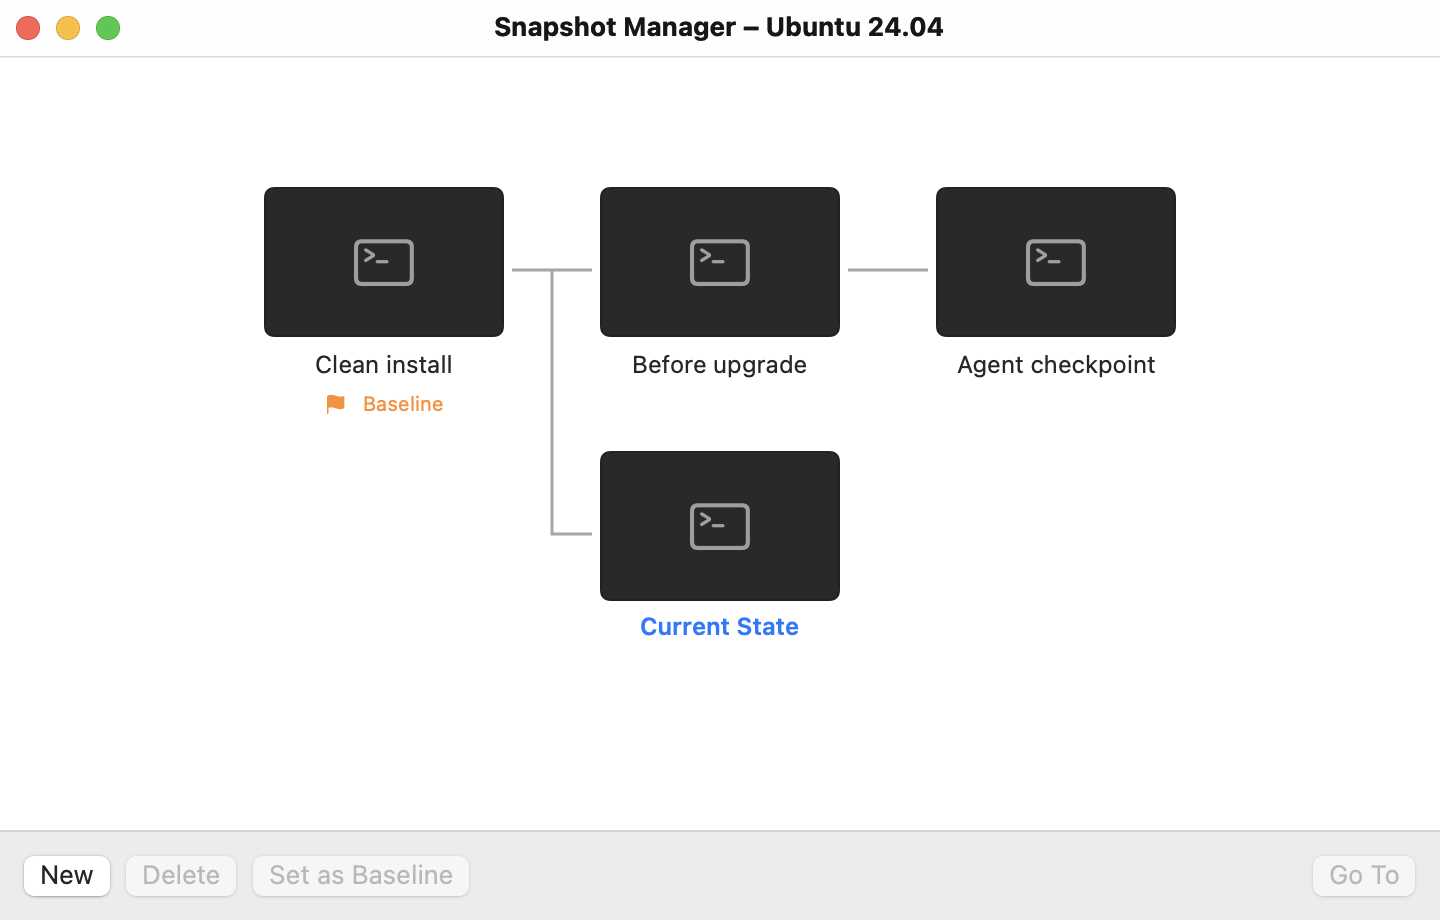 Snapshot Manager – Ubuntu 24.04
Clean install
Before upgrade
Agent checkpoint
Baseline
Current State
New
Delete
Set as Baseline
Go To